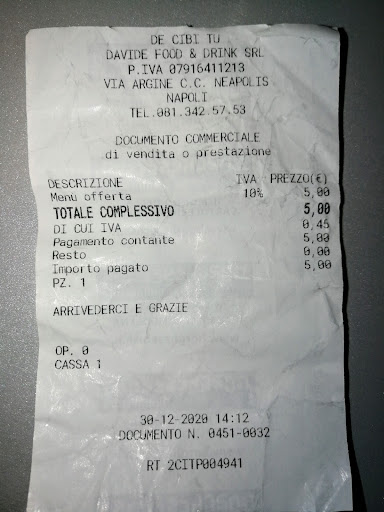 DE CIBI TU
DAVIDE FOOD & DRINK SRL
P.IVA 07916411213
VIA ARGINE C.C. NEAPOLIS
NAPOLI
TEL.081.342.57.53
DOCUMENTO COMMERCIALE
di vendita o prestazione
DESCRIZIONE IVA PREZZO(€)
Menu offerta 10% 5,00
TOTALE COMPLESSIVO 5,00
DI CUI IVA 0,45
Pagamento contante 5,00
Resto 0,00
Importo pagato 5,00
PZ. 1
ARRIVEDERCI E GRAZIE
OP. 0
CASSA 1
30-12-2020 14:12
DOCUMENTO N. 0451-0032
RT 2CITP004941